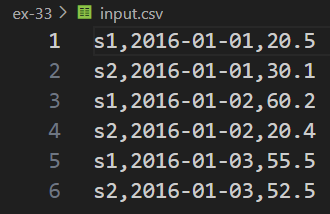 ex-33 > input.csv
1 s1,2016-01-01,20.5
2 s2,2016-01-01,30.1
3 s1,2016-01-02,60.2
4 s2,2016-01-02,20.4
5 s1,2016-01-03,55.5
6 s2,2016-01-03,52.5